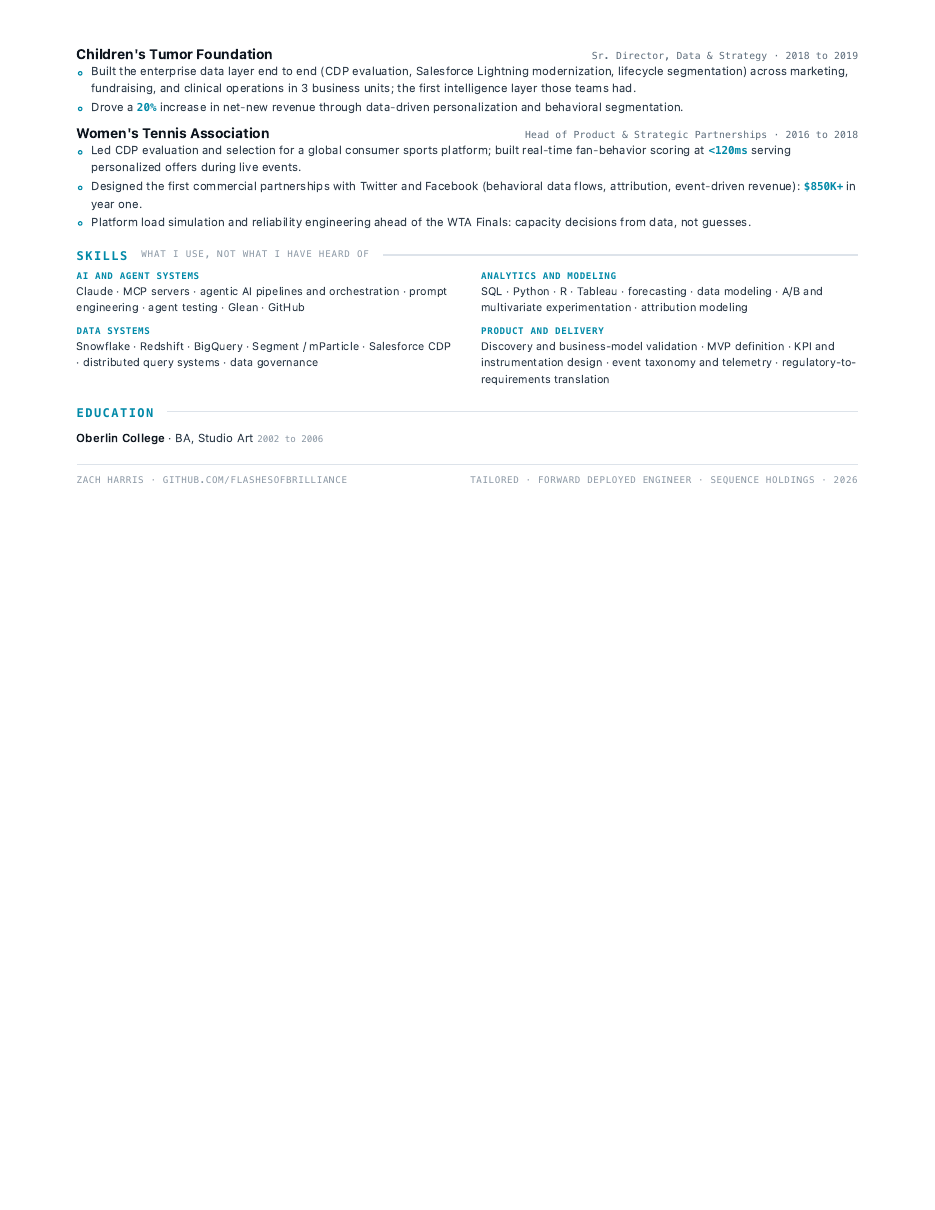 Children's Tumor Foundation Sr. Director, Data & Strategy · 2018 to 2019
Built the enterprise data layer end to end (CDP evaluation, Salesforce Lightning modernization, lifecycle segmentation) across marketing,
fundraising, and clinical operations in 3 business units; the first intelligence layer those teams had.
Drove a 20% increase in net-new revenue through data-driven personalization and behavioral segmentation.
Women's Tennis Association Head of Product & Strategic Partnerships · 2016 to 2018
Led CDP evaluation and selection for a global consumer sports platform; built real-time fan-behavior scoring at <120ms serving
personalized offers during live events.
Designed the first commercial partnerships with Twitter and Facebook (behavioral data flows, attribution, event-driven revenue): $850K+ in
year one.
Platform load simulation and reliability engineering ahead of the WTA Finals: capacity decisions from data, not guesses.
SKILLS WHAT I USE, NOT WHAT I HAVE HEARD OF
AI AND AGENT SYSTEMS
Claude · MCP servers · agentic AI pipelines and orchestration · prompt
engineering · agent testing · Glean · GitHub
ANALYTICS AND MODELING
SQL · Python · R · Tableau · forecasting · data modeling · A/B and
multivariate experimentation · attribution modeling
DATA SYSTEMS
Snowflake · Redshift · BigQuery · Segment / mParticle · Salesforce CDP
· distributed query systems · data governance
PRODUCT AND DELIVERY
Discovery and business-model validation · MVP definition · KPI and
instrumentation design · event taxonomy and telemetry · regulatory-to-
requirements translation
EDUCATION
Oberlin College · BA, Studio Art 2002 to 2006
ZACH HARRIS · GITHUB.COM/FLASHESOFBRILLIANCE TAILORED · FORWARD DEPLOYED ENGINEER · SEQUENCE HOLDINGS · 2026